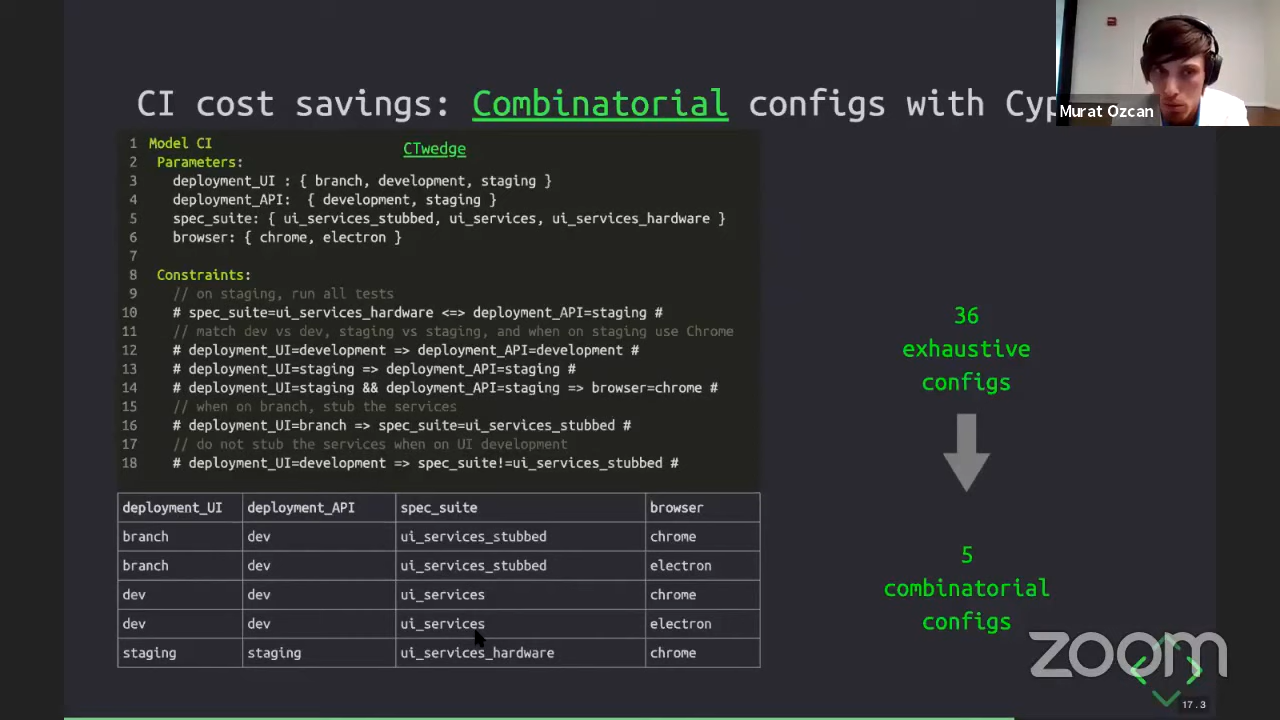 CI cost savings: Combinatorial configs with Cyp
Murat Ozcan
CTwedge
1 Model CI
2 Parameters:
3 deployment_UI : { branch, development, staging }
4 deployment_API: { development, staging }
5 spec_suite: { ui_services_stubbed, ui_services, ui_services_hardware }
6 browser: { chrome, electron }
7
8 Constraints:
9 // on staging, run all tests
10 # spec_suite=ui_services_hardware <=> deployment_API=staging #
11 // match dev vs dev, staging vs staging, and when on staging use Chrome
12 # deployment_UI=development => deployment_API=development #
13 # deployment_UI=staging => deployment_API=staging #
14 # deployment_UI=staging && deployment_API=staging => browser=chrome #
15 // when on branch, stub the services
16 # deployment_UI=branch => spec_suite=ui_services_stubbed #
17 // do not stub the services when on UI development
18 # deployment_UI=development => spec_suite!=ui_services_stubbed #
deployment_UI deployment_API spec_suite browser
branch dev ui_services_stubbed chrome
branch dev ui_services_stubbed electron
dev dev ui_services chrome
dev dev ui_services electron
staging staging ui_services_hardware chrome
36
exhaustive
configs
5
combinatorial
configs
zoom
17.3